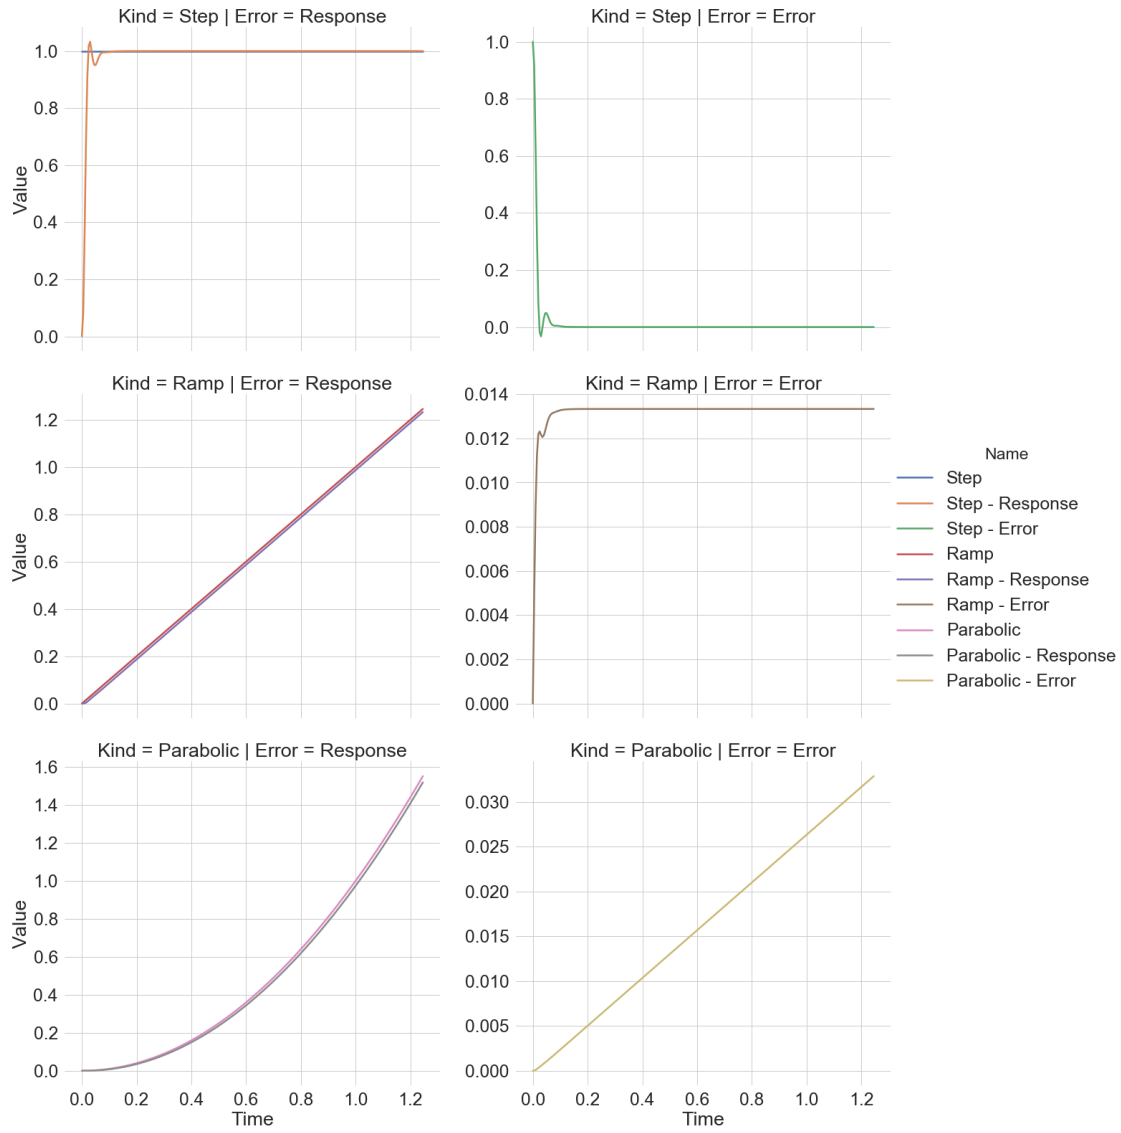 Kind = Step | Error = Response
Kind = Step | Error = Error
1.0
0.8
0.6
0.4
0.2
0.0
Value
1.0
0.8
0.6
0.4
0.2
0.0
Kind = Ramp | Error = Response
Kind = Ramp | Error = Error
1.2
1.0
0.8
0.6
0.4
0.2
0.0
Value
0.014
0.012
0.010
0.008
0.006
0.004
0.002
0.000
Kind = Parabolic | Error = Response
Kind = Parabolic | Error = Error
1.6
1.4
1.2
1.0
0.8
0.6
0.4
0.2
0.0
Value
0.0 0.2 0.4 0.6 0.8 1.0 1.2
Time
0.030
0.025
0.020
0.015
0.010
0.005
0.000
0.0 0.2 0.4 0.6 0.8 1.0 1.2
Time
Name
Step
Step - Response
Step - Error
Ramp
Ramp - Response
Ramp - Error
Parabolic
Parabolic - Response
Parabolic - Error